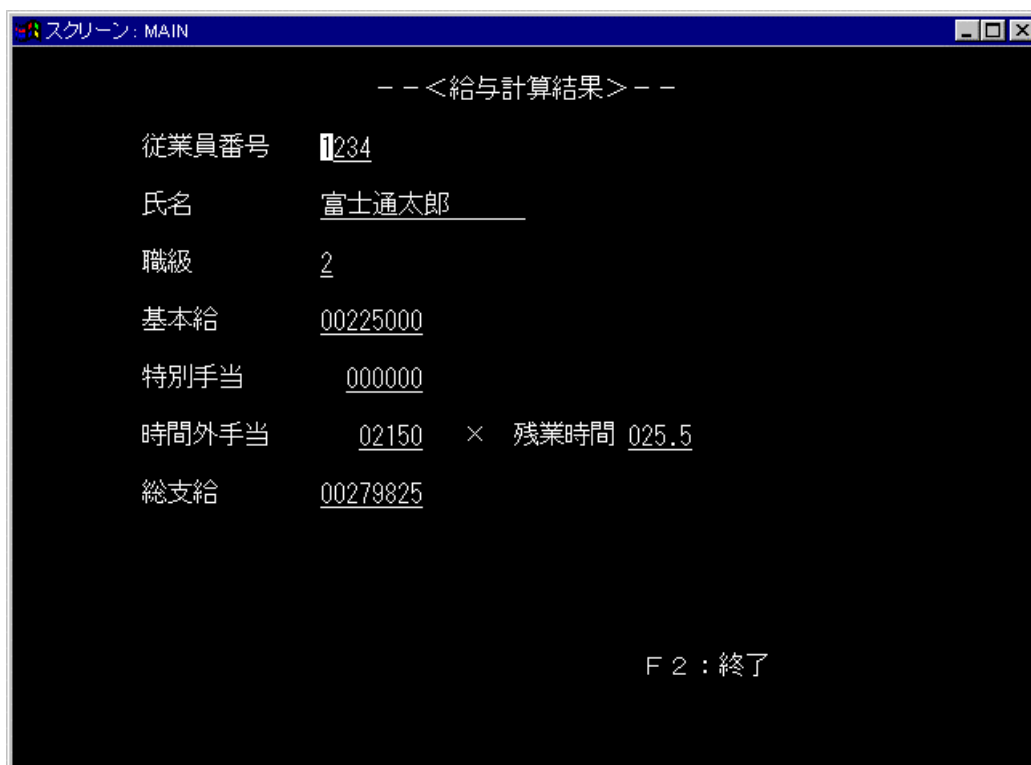 スクリーン : MAIN
－－＜給与計算結果＞－－
従業員番号 1234
氏名 富士通太郎
職級 2
基本給 00225000
特別手当 000000
時間外手当 02150 × 残業時間 025.5
総支給 00279825
Ｆ２：終了